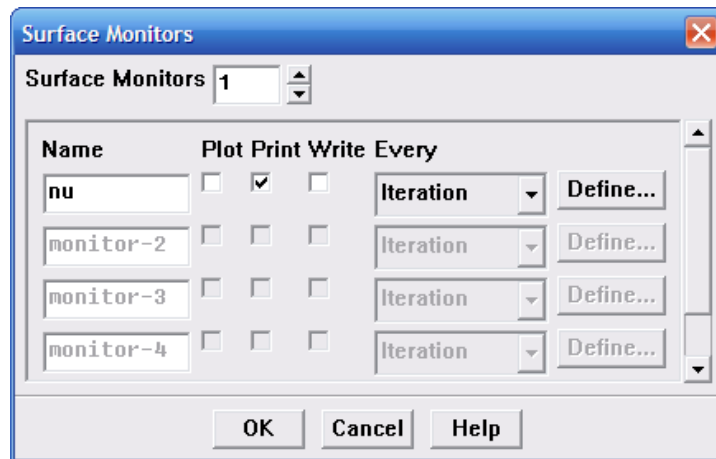 Surface Monitors
Surface Monitors 1
Name Plot Print Write Every
nu Iteration Define...
monitor-2 Iteration Define...
monitor-3 Iteration Define...
monitor-4 Iteration Define...
OK Cancel Help